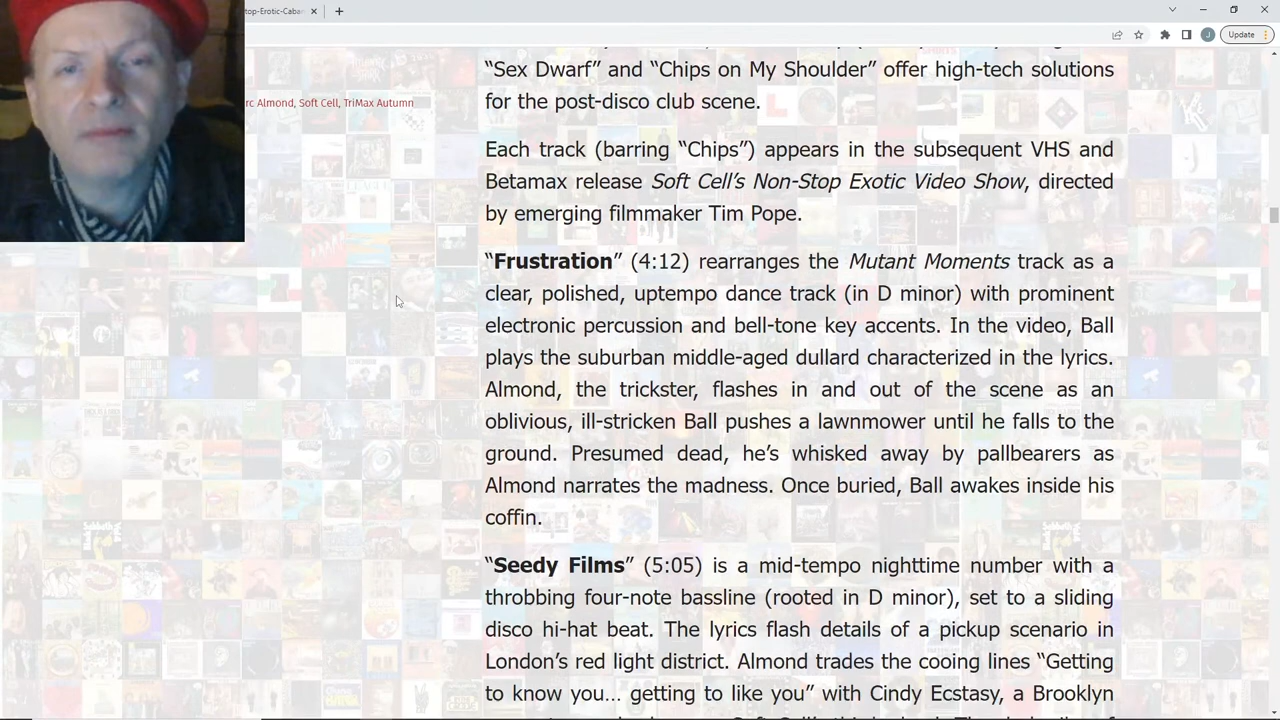 top-Erotic-Caba
Update
"Sex Dwarf" and "Chips on My Shoulder" offer high-tech solutions
rc Almond, Soft Cell, TriMax Autumn
for the post-disco club scene.
Each track (barring "Chips") appears in the subsequent VHS and
Betamax release Soft Cell's Non-Stop Exotic Video Show, directed
by emerging filmmaker Tim Pope.
"Frustration" (4:12) rearranges the Mutant Moments track as a
clear, polished, uptempo dance track (in D minor) with prominent
electronic percussion and bell-tone key accents. In the video, Ball
plays the suburban middle-aged dullard characterized in the lyrics.
Almond, the trickster, flashes in and out of the scene as an
oblivious, ill-stricken Ball pushes a lawnmower until he falls to the
ground. Presumed dead, he's whisked away by pallbearers as
Almond narrates the madness. Once buried, Ball awakes inside his
coffin.
"Seedy Films" (5:05) is a mid-tempo nighttime number with a
throbbing four-note bassline (rooted in D minor), set to a sliding
disco hi-hat beat. The lyrics flash details of a pickup scenario in
London's red light district. Almond trades the cooing lines "Getting
to know you… getting to like you" with Cindy Ecstasy, a Brooklyn